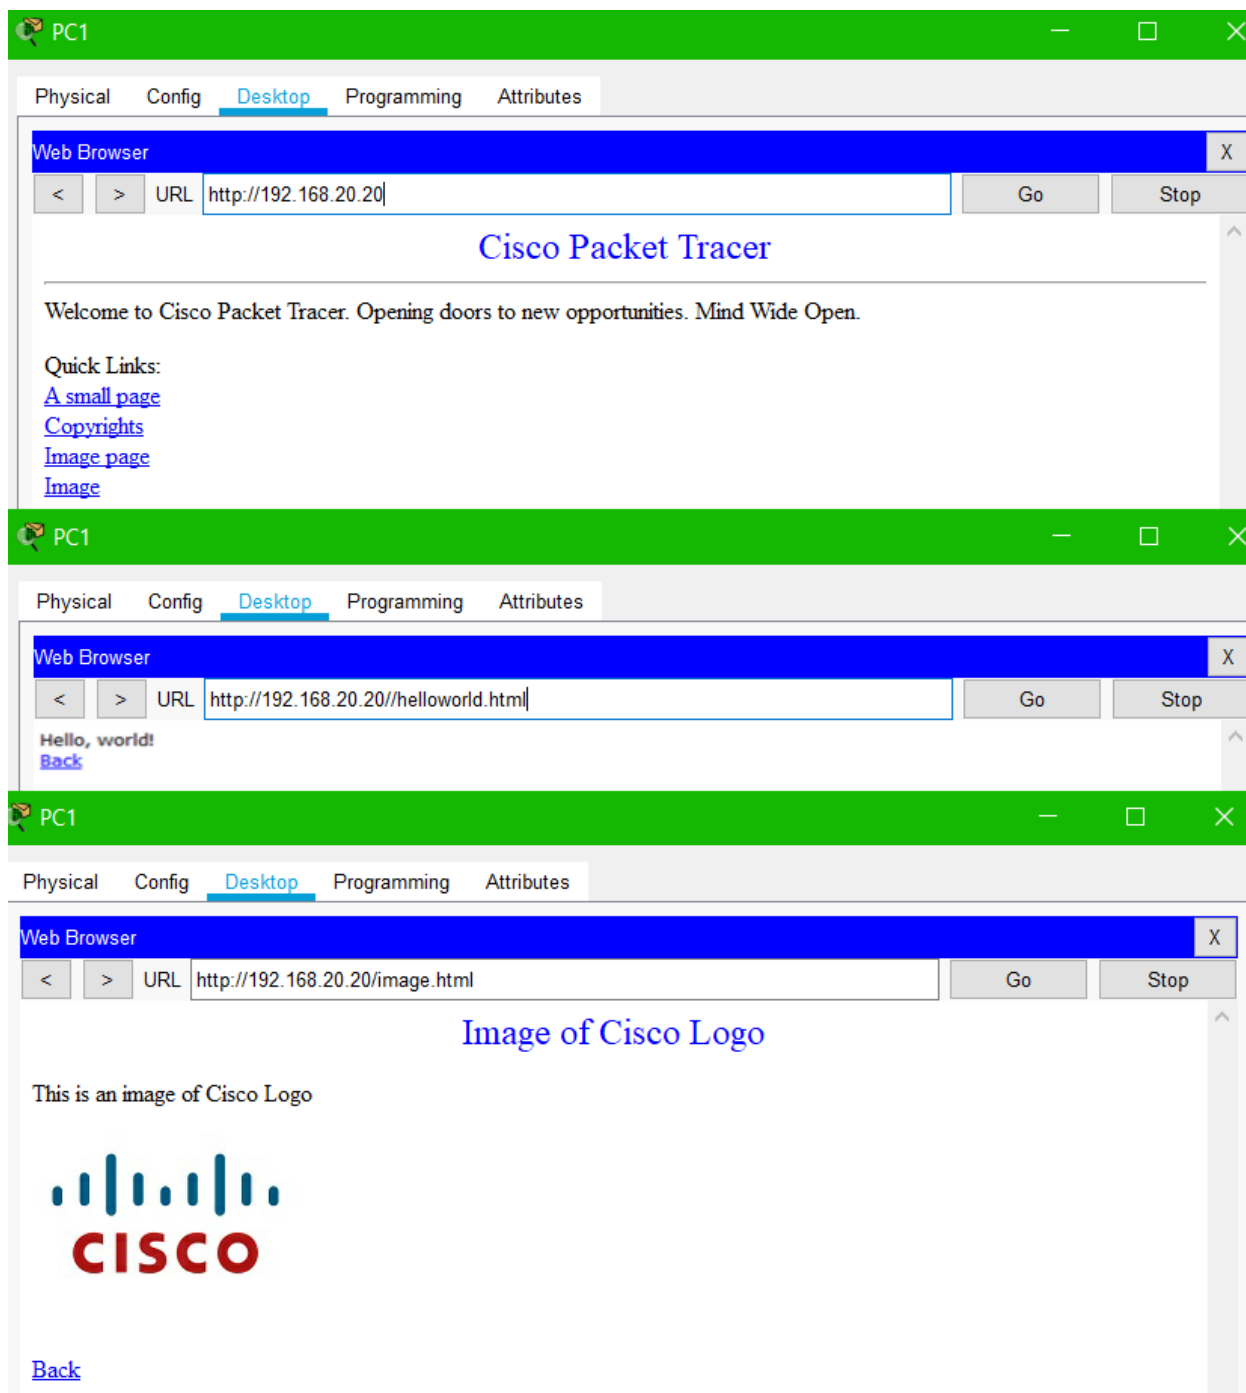 PC1
Physical Config Desktop Programming Attributes
Web Browser X
< > URL http://192.168.20.20 Go Stop
Cisco Packet Tracer
Welcome to Cisco Packet Tracer. Opening doors to new opportunities. Mind Wide Open.
Quick Links:
A small page
Copyrights
Image page
Image
PC1
Physical Config Desktop Programming Attributes
Web Browser X
< > URL http://192.168.20.20//helloworld.html Go Stop
Hello, world!
Back
PC1
Physical Config Desktop Programming Attributes
Web Browser X
< > URL http://192.168.20.20/image.html Go Stop
Image of Cisco Logo
This is an image of Cisco Logo
CISCO
Back